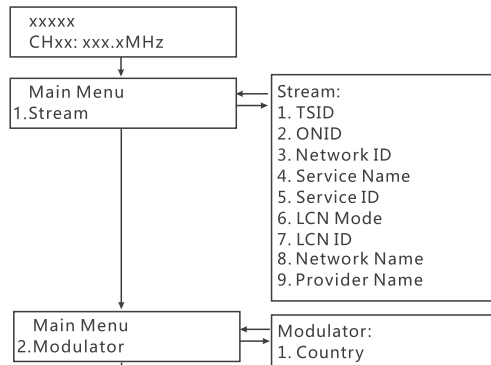 xxxxx
CHxx: xxx.xMHz
Main Menu
1.Stream
Stream:
1. TSID
2. ONID
3. Network ID
4. Service Name
5. Service ID
6. LCN Mode
7. LCN ID
8. Network Name
9. Provider Name
Main Menu
2.Modulator
Modulator:
1. Country